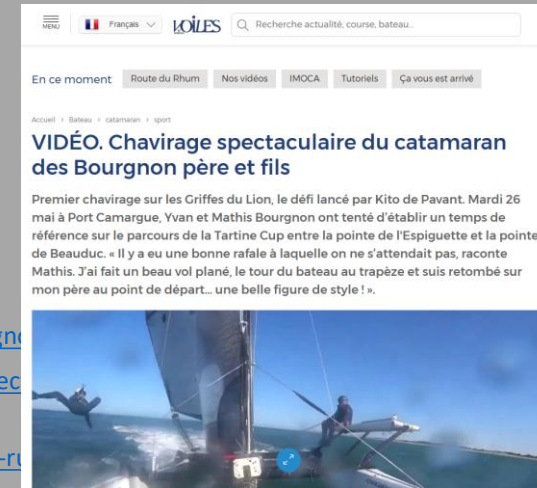 MENU Français VOILES Recherche actualité, course, bateau...
En ce moment Route du Rhum Nos vidéos IMOCA Tutoriels Ça vous est arrivé
Accueil > Bateau > catamaran > sport
VIDÉO. Chavirage spectaculaire du catamaran
des Bourgnon père et fils
Premier chavirage sur les Griffes du Lion, le défi lancé par Kito de Pavant. Mardi 26
mai à Port Camargue, Yvan et Mathis Bourgnon ont tenté d'établir un temps de
référence sur le parcours de la Tartine Cup entre la pointe de l'Espiguette et la pointe
de Beauduc. « Il y a eu une bonne rafale à laquelle on ne s'attendait pas, raconte
Mathis. J'ai fait un beau vol plané, le tour du bateau au trapèze et suis retombé sur
mon père au point de départ... une belle figure de style ! ».